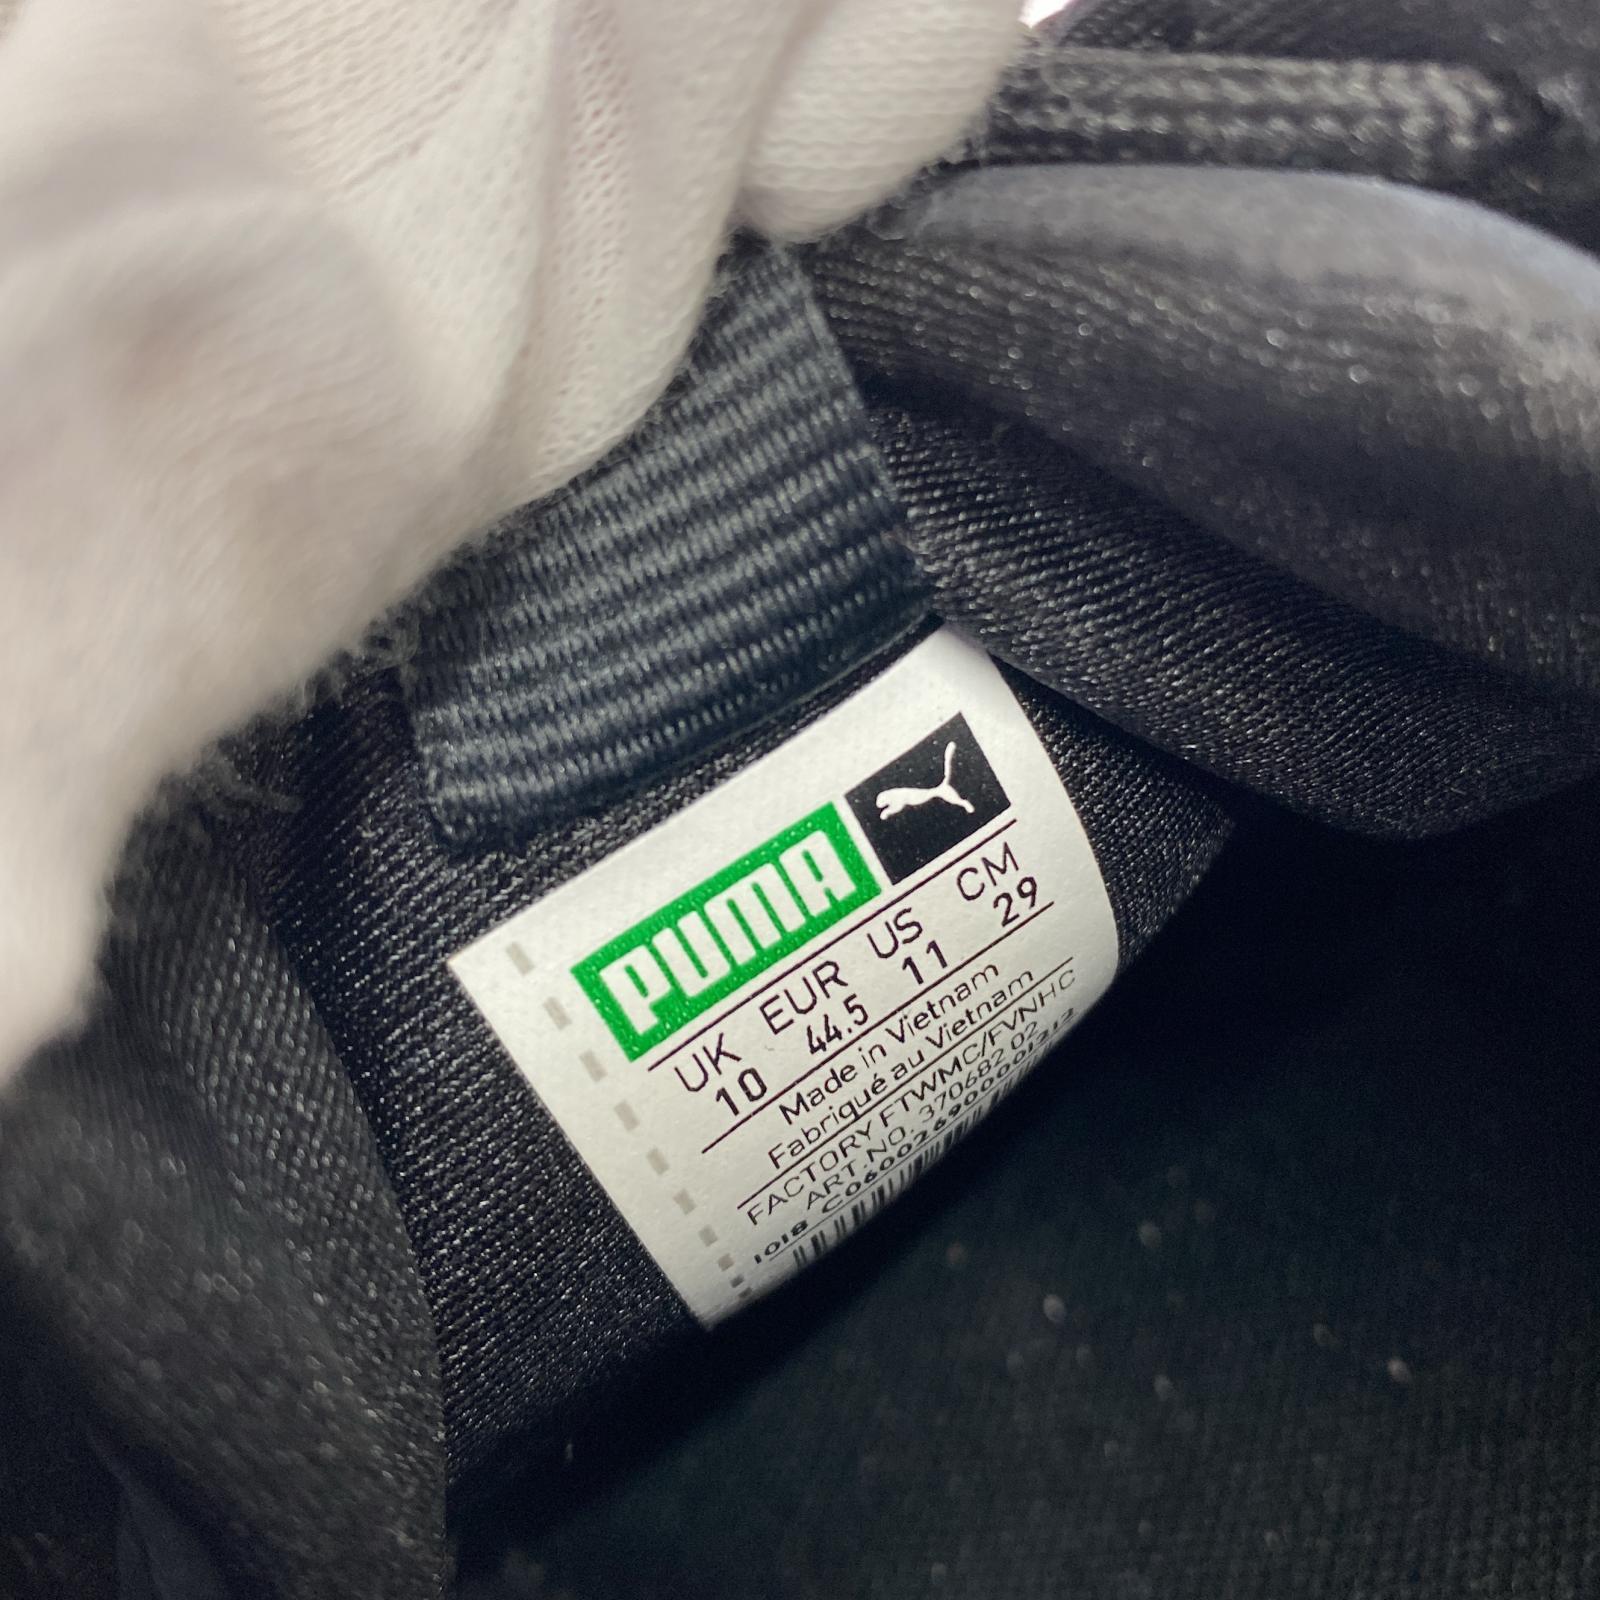 PUMA
UK EUR US CM
10 44.5 11 29
Made in Vietnam
Fabriqué au Vietnam
FACTORY FTWMC/FVNHC
ART.NO. 370682 02
1018